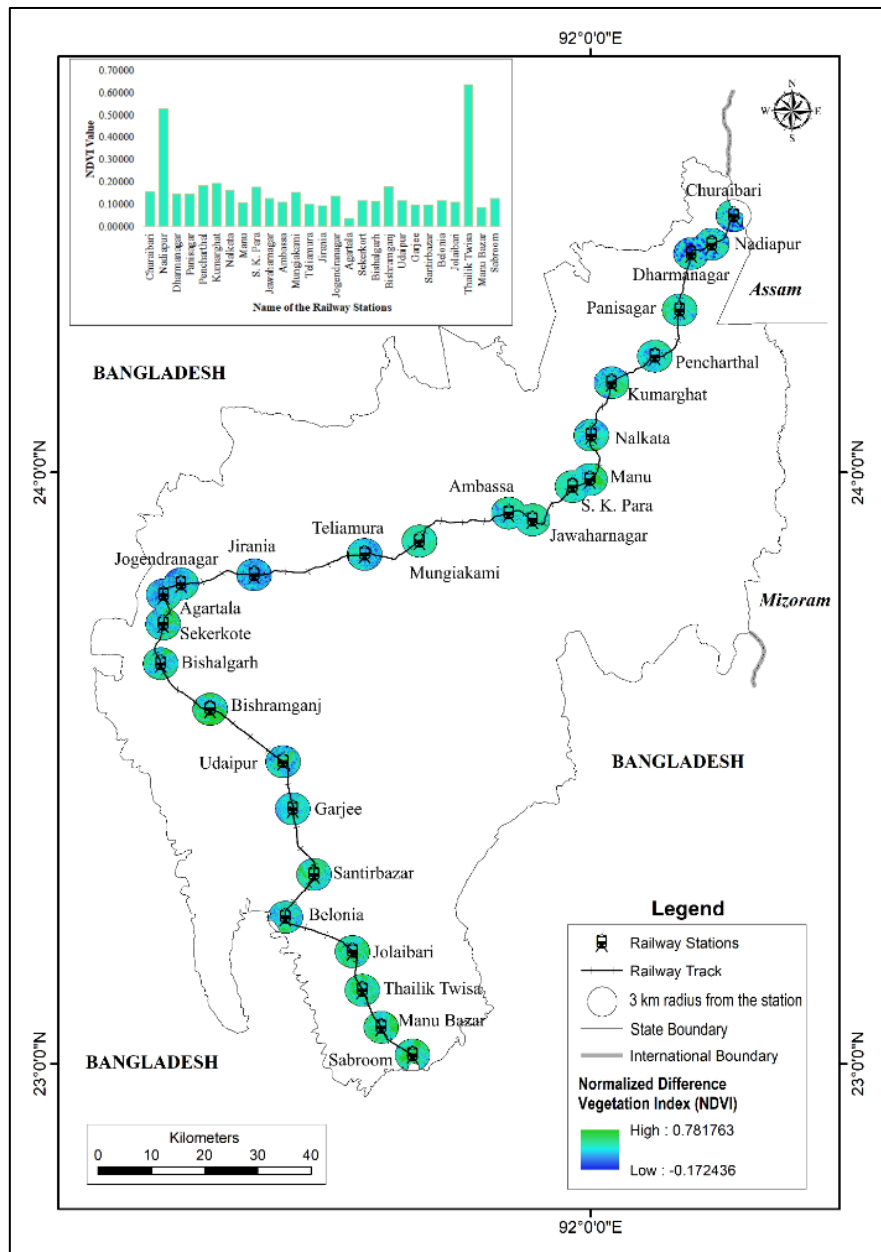 92°0'0"E
0.70000
0.60000
0.50000
0.40000
0.30000
0.20000
0.10000
0.00000
NDVI Value
Churaibari
Nadiapur
Dharmanagar
Panisagar
Pencharthal
Kumarghat
Nalkata
Manu
S. K. Para
Jawaharnagar
Ambassa
Mungiakami
Teliamura
Jirania
Jogendranagar
Agartala
Sekerkort
Bishalgarh
Bishramganj
Udaipur
Garjee
Santirbazar
Belonia
Jolaibari
Thailik Twisa
Manu Bazar
Sabroom
Name of the Railway Stations
N
W
E
S
Churaibari
Nadiapur
Dharmanagar
Assam
Panisagar
Pencharthal
BANGLADESH
Kumarghat
Nalkata
24°0'0"N
24°0'0"N
Manu
Ambassa
S. K. Para
Jawaharnagar
Teliamura
Mungiakami
Jirania
Jogendranagar
Agartala
Mizoram
Sekerkote
Bishalgarh
Bishramganj
Udaipur
BANGLADESH
Garjee
Santirbazar
Belonia
Jolaibari
Thailik Twisa
Manu Bazar
Sabroom
BANGLADESH
23°0'0"N
23°0'0"N
Legend
Railway Stations
Railway Track
3 km radius from the station
State Boundary
International Boundary
Normalized Difference
Vegetation Index (NDVI)
High : 0.781763
Low : -0.172436
Kilometers
0 10 20 30 40
92°0'0"E